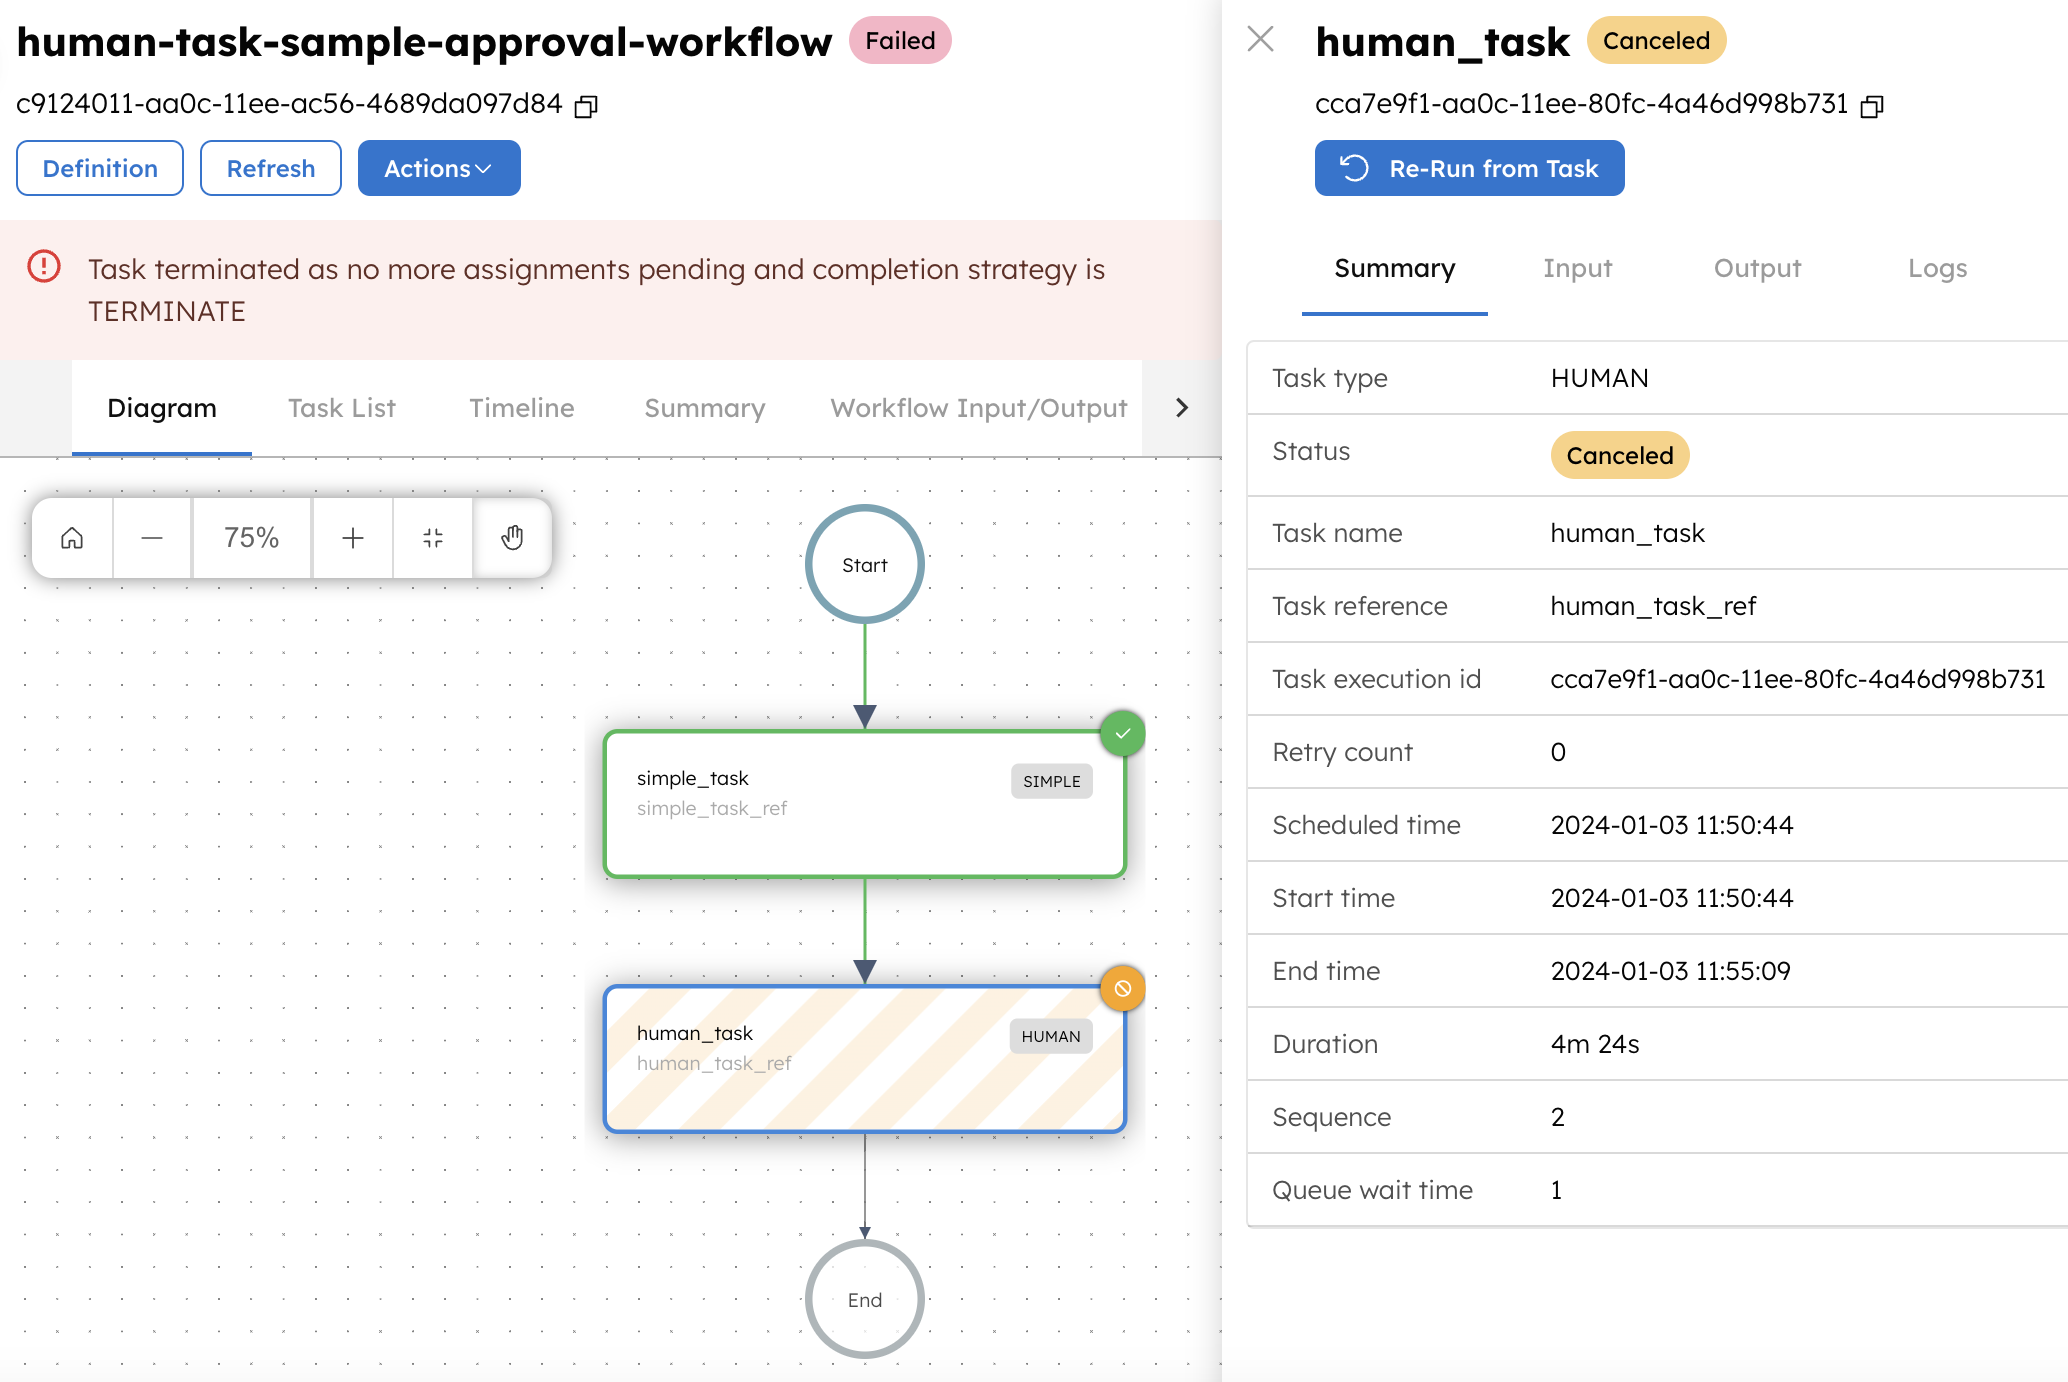 human-task-sample-approval-workflow Failed
c9124011-aa0c-11ee-ac56-4689da097d84
Definition Refresh Actions
Task terminated as no more assignments pending and completion strategy is
TERMINATE
Diagram Task List Timeline Summary Workflow Input/Output
75%
Start
simple_task SIMPLE
simple_task_ref
human_task HUMAN
human_task_ref
End
human_task Canceled
cca7e9f1-aa0c-11ee-80fc-4a46d998b731
Re-Run from Task
Summary Input Output Logs
Task type HUMAN
Status Canceled
Task name human_task
Task reference human_task_ref
Task execution id cca7e9f1-aa0c-11ee-80fc-4a46d998b731
Retry count 0
Scheduled time 2024-01-03 11:50:44
Start time 2024-01-03 11:50:44
End time 2024-01-03 11:55:09
Duration 4m 24s
Sequence 2
Queue wait time 1